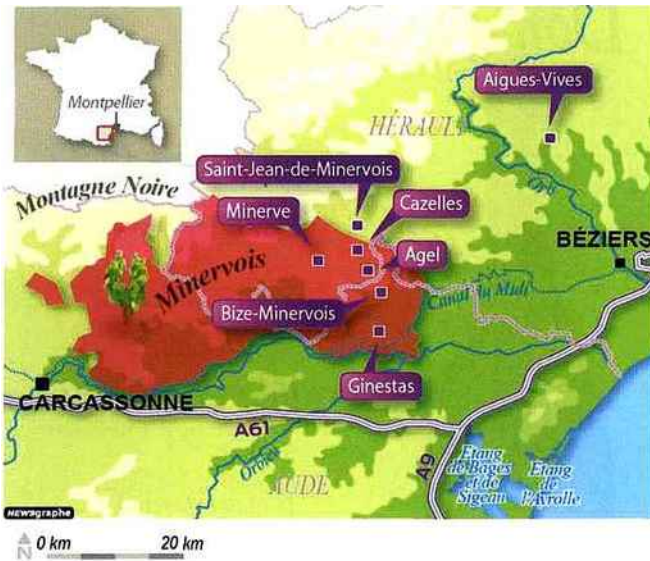 Montpellier
Aigues-Vives
HÉRAULT
Saint-Jean-de-Minervois
Montagne Noire
Minerve
Cazelles
Orb
BÉZIERS
Minervois
Agel
Canal du Midi
Bize-Minervois
Ginestas
CARCASSONNE
A61
A9
Orbieu
AUDE
Etang
de Bages
et de
Sigean
Etang
de
l'Ayrolle
NEWSgraphe
N 0 km 20 km